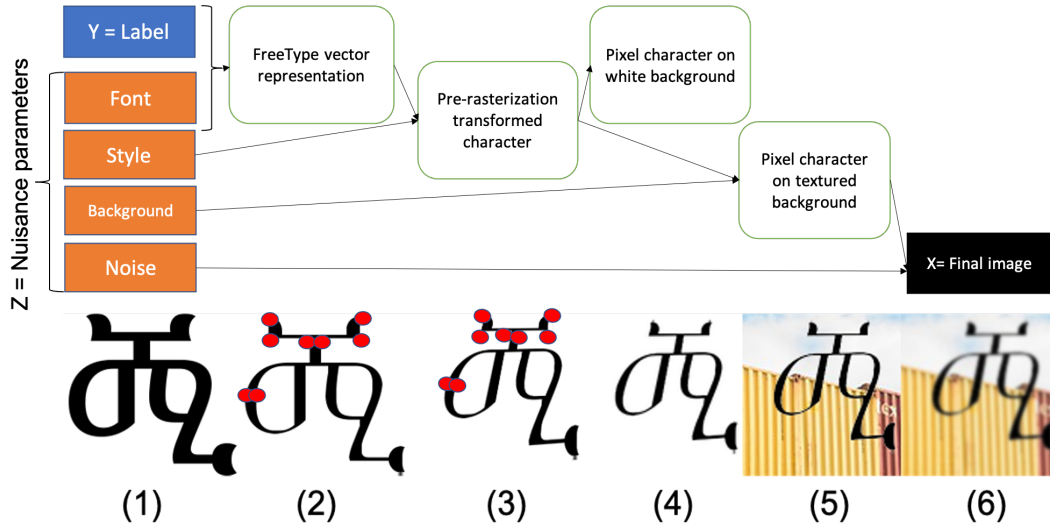 Y = Label
Font
Style
Background
Noise
Z = Nuisance parameters
FreeType vector
representation
Pre-rasterization
transformed
character
Pixel character on
white background
Pixel character
on textured
background
X= Final image
(1)
(2)
(3)
(4)
(5)
(6)